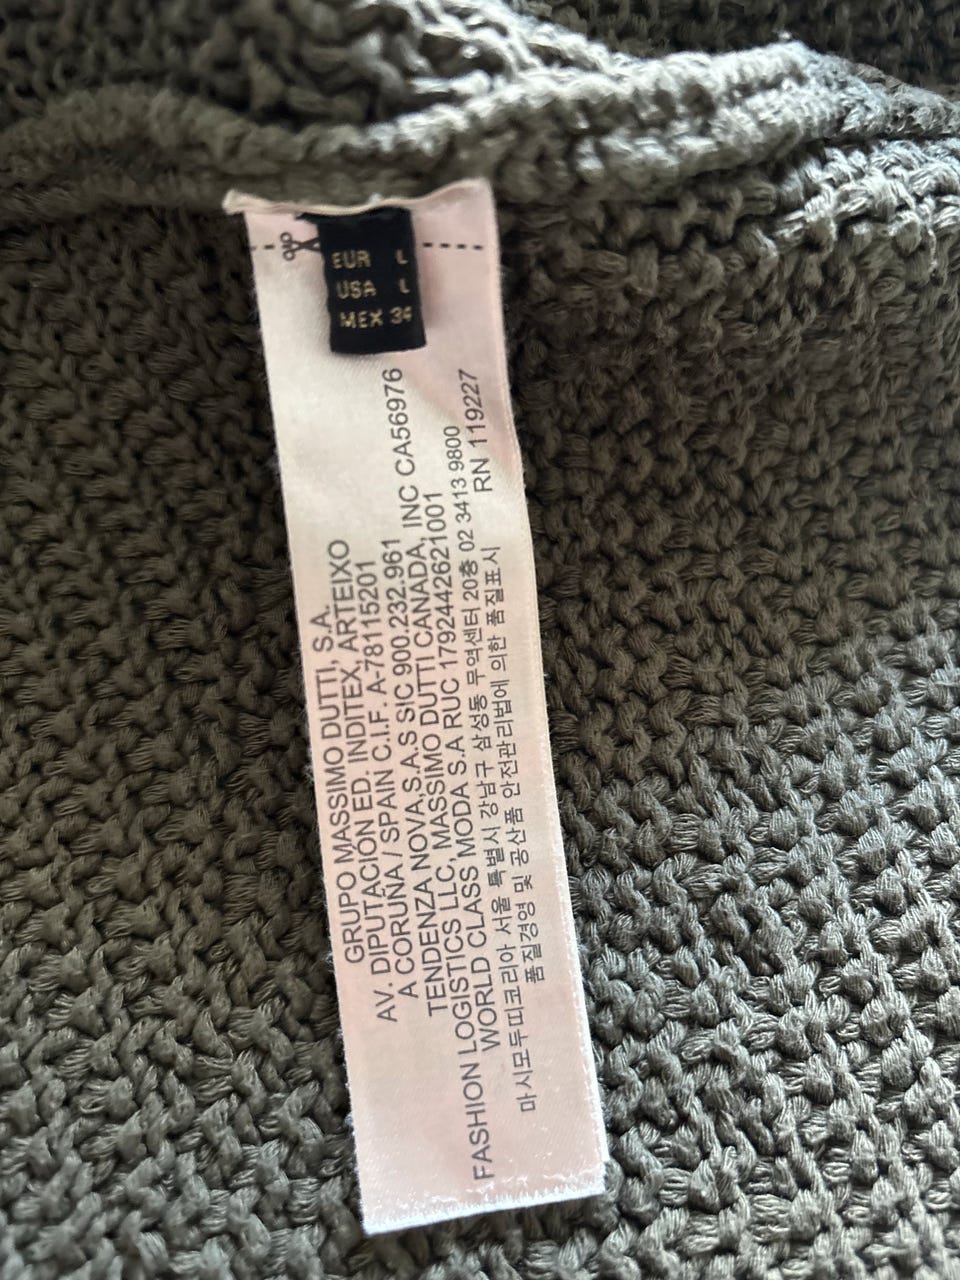 EUR L
USA L
MEX 34
GRUPO MASSIMO DUTTI, S.A.
AV. DIPUTACIÓN ED. INDITEX, ARTEIXO
A CORUÑA / SPAIN C.I.F. A-78115201
TENDENZA NOVA,S.A.S SIC 900.232.961
FASHION LOGISTICS LLC, MASSIMO DUTTI CANADA, INC CA56976
WORLD CLASS MODA S.A RUC 1792442621001
마시모두띠코리아 서울 특별시 강남구 삼성동 무역센터 20층 02 3413 9800
품질경영 및 공산품 안전관리법에 의한 품질표시 RN 119227